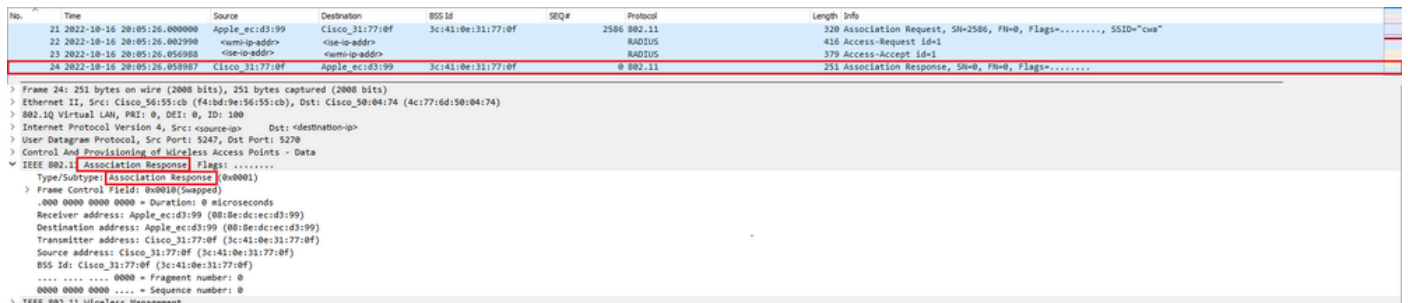 No. Time Source Destination BSS Id SEQ# Protocol Length Info
21 2022-10-16 20:05:26.000000 Apple_ec:d3:99 Cisco_31:77:0f 3c:41:0e:31:77:0f 2586 802.11 320 Association Request, SN=2586, FN=0, Flags=........, SSID="cwa"
22 2022-10-16 20:05:26.002990 <wmi-ip-addr> <ise-ip-addr> RADIUS 416 Access-Request id=1
23 2022-10-16 20:05:26.056988 <ise-ip-addr> <wmi-ip-addr> RADIUS 379 Access-Accept id=1
24 2022-10-16 20:05:26.058987 Cisco_31:77:0f Apple_ec:d3:99 3c:41:0e:31:77:0f 0 802.11 251 Association Response, SN=0, FN=0, Flags=........
> Frame 24: 251 bytes on wire (2008 bits), 251 bytes captured (2008 bits)
> Ethernet II, Src: Cisco_56:55:cb (f4:bd:9e:56:55:cb), Dst: Cisco_50:04:74 (4c:77:6d:50:04:74)
> 802.1Q Virtual LAN, PRI: 0, DEI: 0, ID: 100
> Internet Protocol Version 4, Src: <source-ip> Dst: <destination-ip>
> User Datagram Protocol, Src Port: 5247, Dst Port: 5270
> Control And Provisioning of Wireless Access Points - Data
IEEE 802.11 Association Response, Flags: ........
Type/Subtype: Association Response (0x0001)
> Frame Control Field: 0x0010(Swapped)
.000 0000 0000 0000 = Duration: 0 microseconds
Receiver address: Apple_ec:d3:99 (08:8e:dc:ec:d3:99)
Destination address: Apple_ec:d3:99 (08:8e:dc:ec:d3:99)
Transmitter address: Cisco_31:77:0f (3c:41:0e:31:77:0f)
Source address: Cisco_31:77:0f (3c:41:0e:31:77:0f)
BSS Id: Cisco_31:77:0f (3c:41:0e:31:77:0f)
.... .... .... 0000 = Fragment number: 0
0000 0000 0000 .... = Sequence number: 0
> IEEE 802.11 Wireless Management